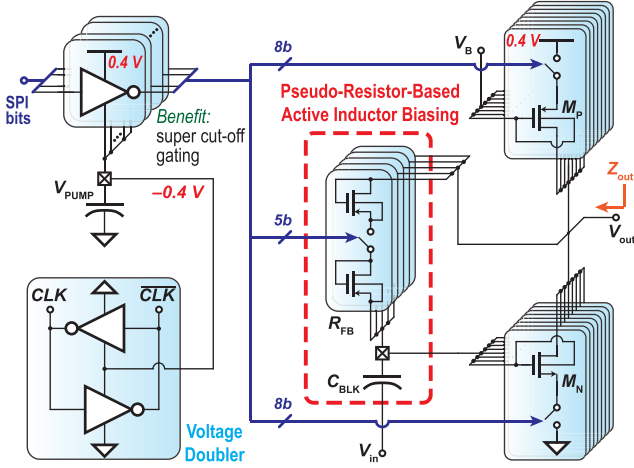 0.4 V
SPI
bits
Benefit:
super cut-off
gating
V_PUMP
–0.4 V
CLK
C̅L̅K̅
Voltage
Doubler
8b
Pseudo-Resistor-Based
Active Inductor Biasing
5b
R_FB
C_BLK
8b
V_in
V_B
0.4 V
M_P
Z_out
V_out
M_N